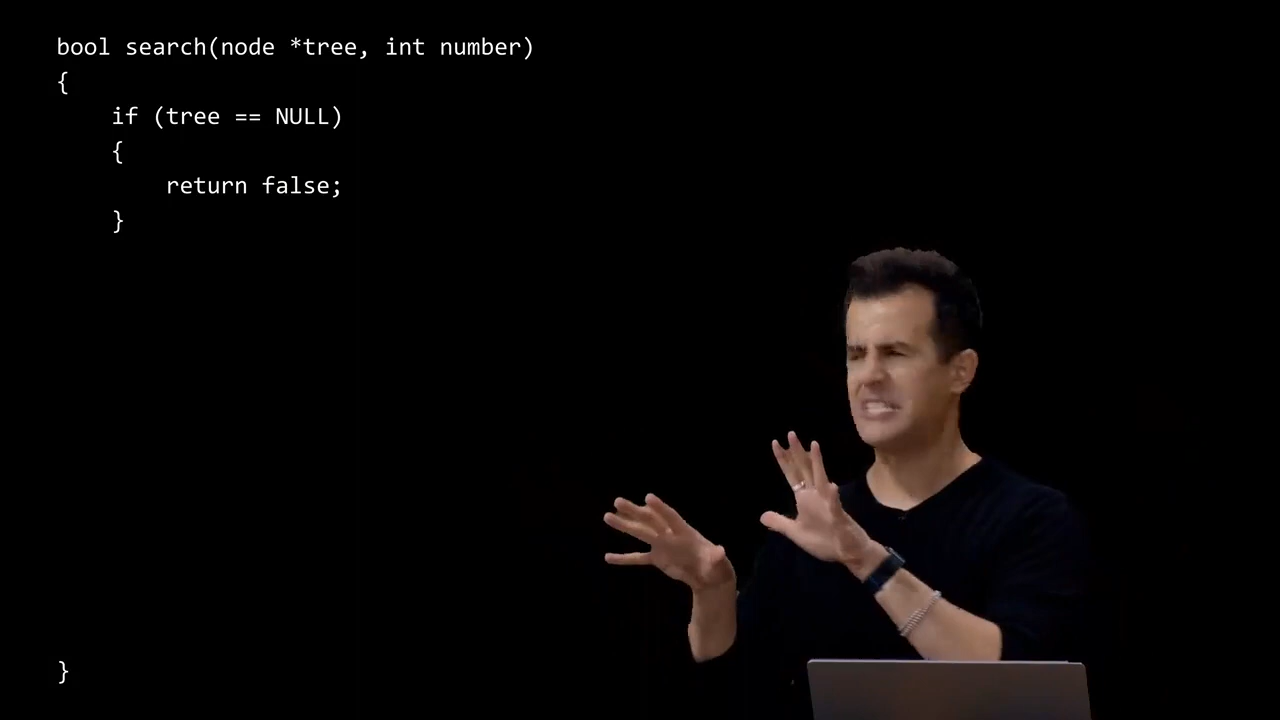 bool search(node *tree, int number)
{
    if (tree == NULL)
    {
        return false;
    }
}